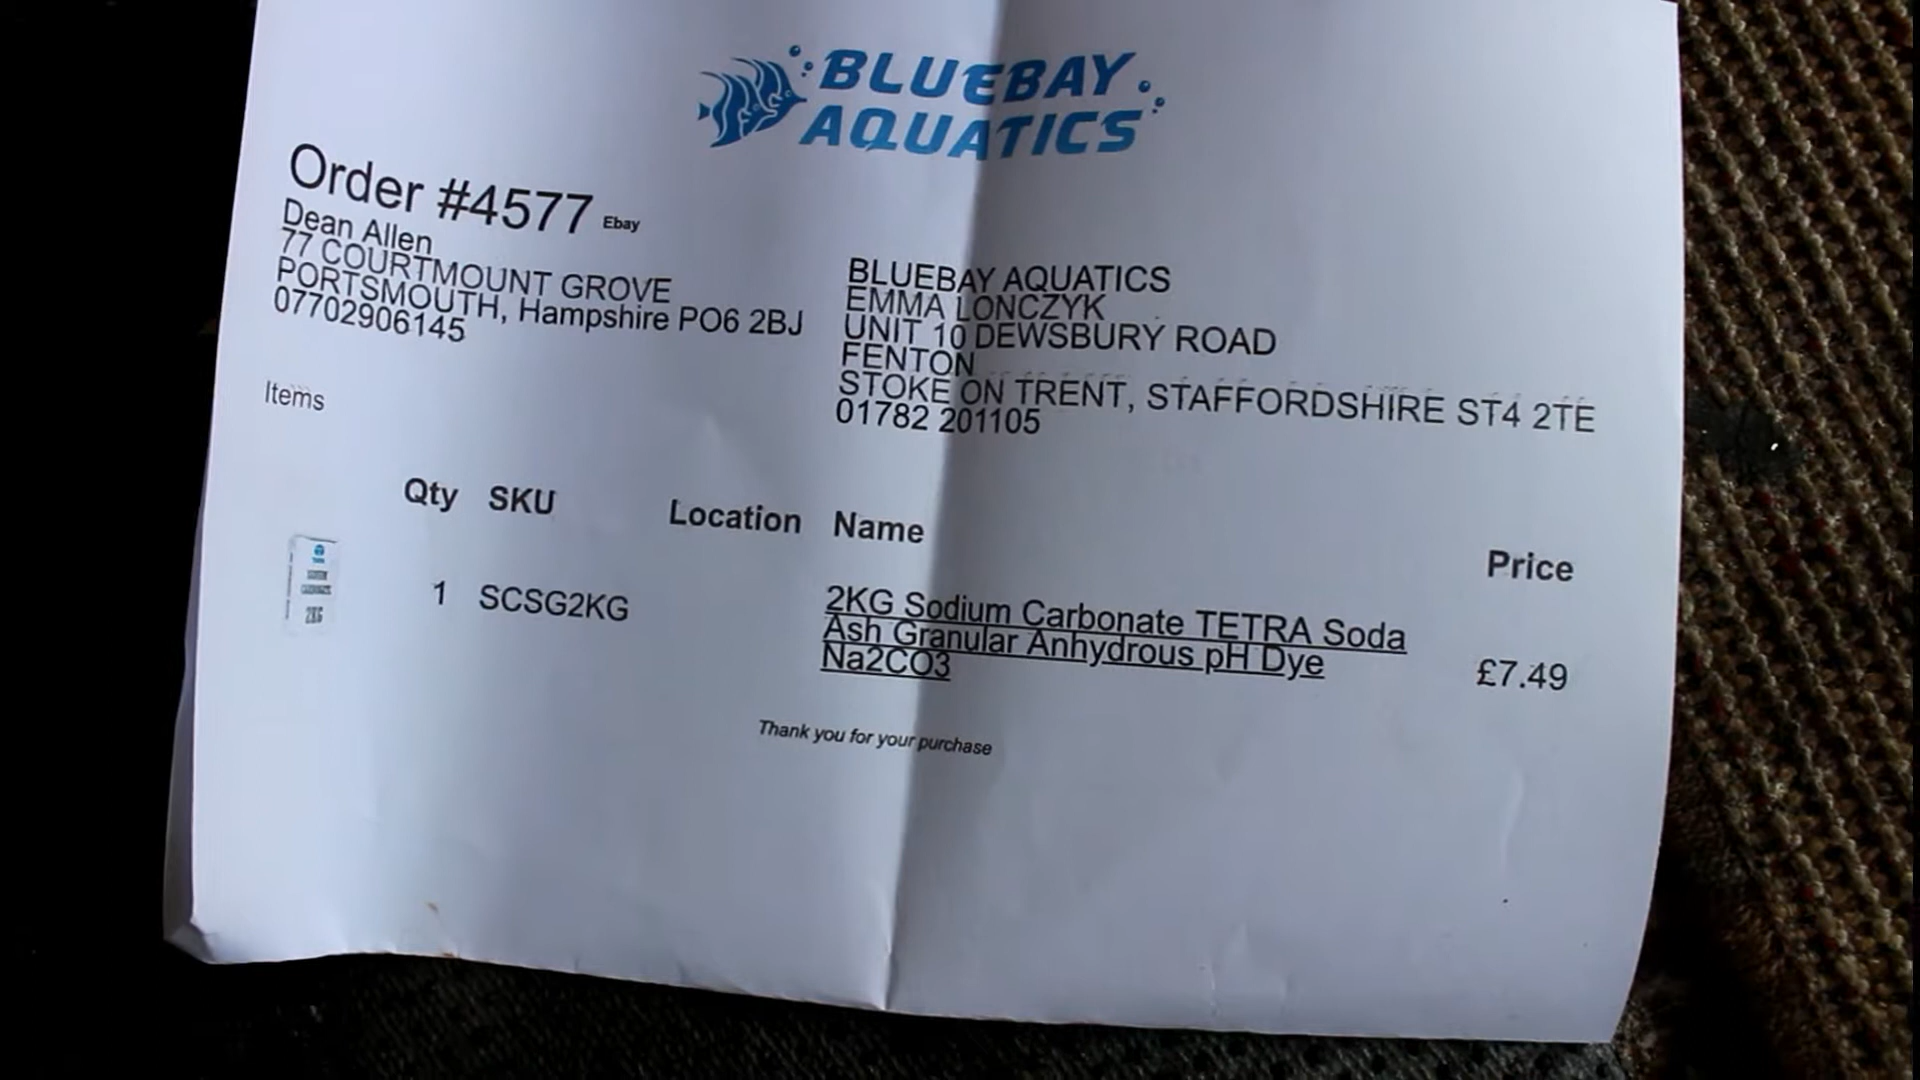 BLUEBAY
AQUATICS
Order #4577 Ebay
Dean Allen
77 COURTMOUNT GROVE
PORTSMOUTH, Hampshire PO6 2BJ
07702906145
BLUEBAY AQUATICS
EMMA LONCZYK
UNIT 10 DEWSBURY ROAD
FENTON
STOKE ON TRENT, STAFFORDSHIRE ST4 2TE
01782 201105
Items
Qty SKU Location Name Price
SODIUM
CARBONATE
2KG
1 SCSG2KG
2KG Sodium Carbonate TETRA Soda
Ash Granular Anhydrous pH Dye
Na2CO3
£7.49
Thank you for your purchase